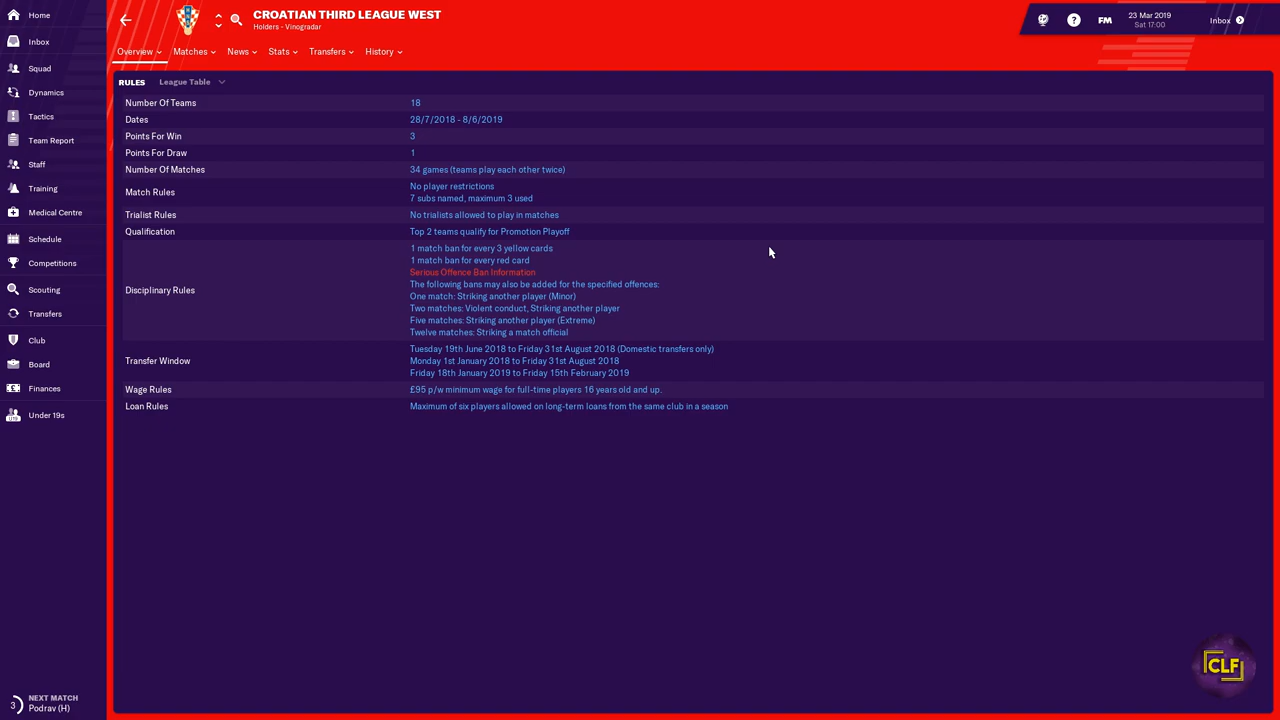 Home
Inbox
Squad
Dynamics
Tactics
Team Report
Staff
Training
Medical Centre
Schedule
Competitions
Scouting
Transfers
Club
Board
Finances
Under 19s
3
NEXT MATCH
Podrav (H)
CROATIAN THIRD LEAGUE WEST
Holders - Vinogradar
? FM
23 Mar 2019
Sat 17:00
Inbox
Overview Matches News Stats Transfers History
RULES League Table
Number Of Teams 18
Dates 28/7/2018 - 8/6/2019
Points For Win 3
Points For Draw 1
Number Of Matches 34 games (teams play each other twice)
Match Rules No player restrictions
7 subs named, maximum 3 used
Trialist Rules No trialists allowed to play in matches
Qualification Top 2 teams qualify for Promotion Playoff
Disciplinary Rules 1 match ban for every 3 yellow cards
1 match ban for every red card
Serious Offence Ban Information
The following bans may also be added for the specified offences:
One match: Striking another player (Minor)
Two matches: Violent conduct, Striking another player
Five matches: Striking another player (Extreme)
Twelve matches: Striking a match official
Transfer Window Tuesday 19th June 2018 to Friday 31st August 2018 (Domestic transfers only)
Monday 1st January 2018 to Friday 31st August 2018
Friday 18th January 2019 to Friday 15th February 2019
Wage Rules £95 p/w minimum wage for full-time players 16 years old and up.
Loan Rules Maximum of six players allowed on long-term loans from the same club in a season
CLF